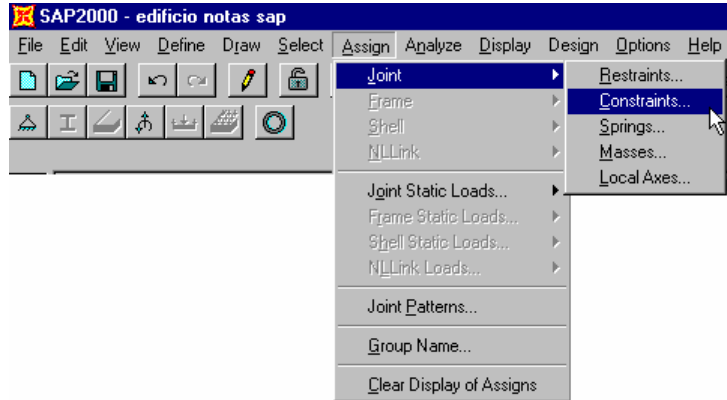 SAP2000 - edificio notas sap
File Edit View Define Draw Select Assign Analyze Display Design Options Help
Joint
Frame
Shell
NLLink
Joint Static Loads...
Frame Static Loads...
Shell Static Loads...
NLLink Loads...
Joint Patterns...
Group Name...
Clear Display of Assigns
Restraints...
Constraints...
Springs...
Masses...
Local Axes...